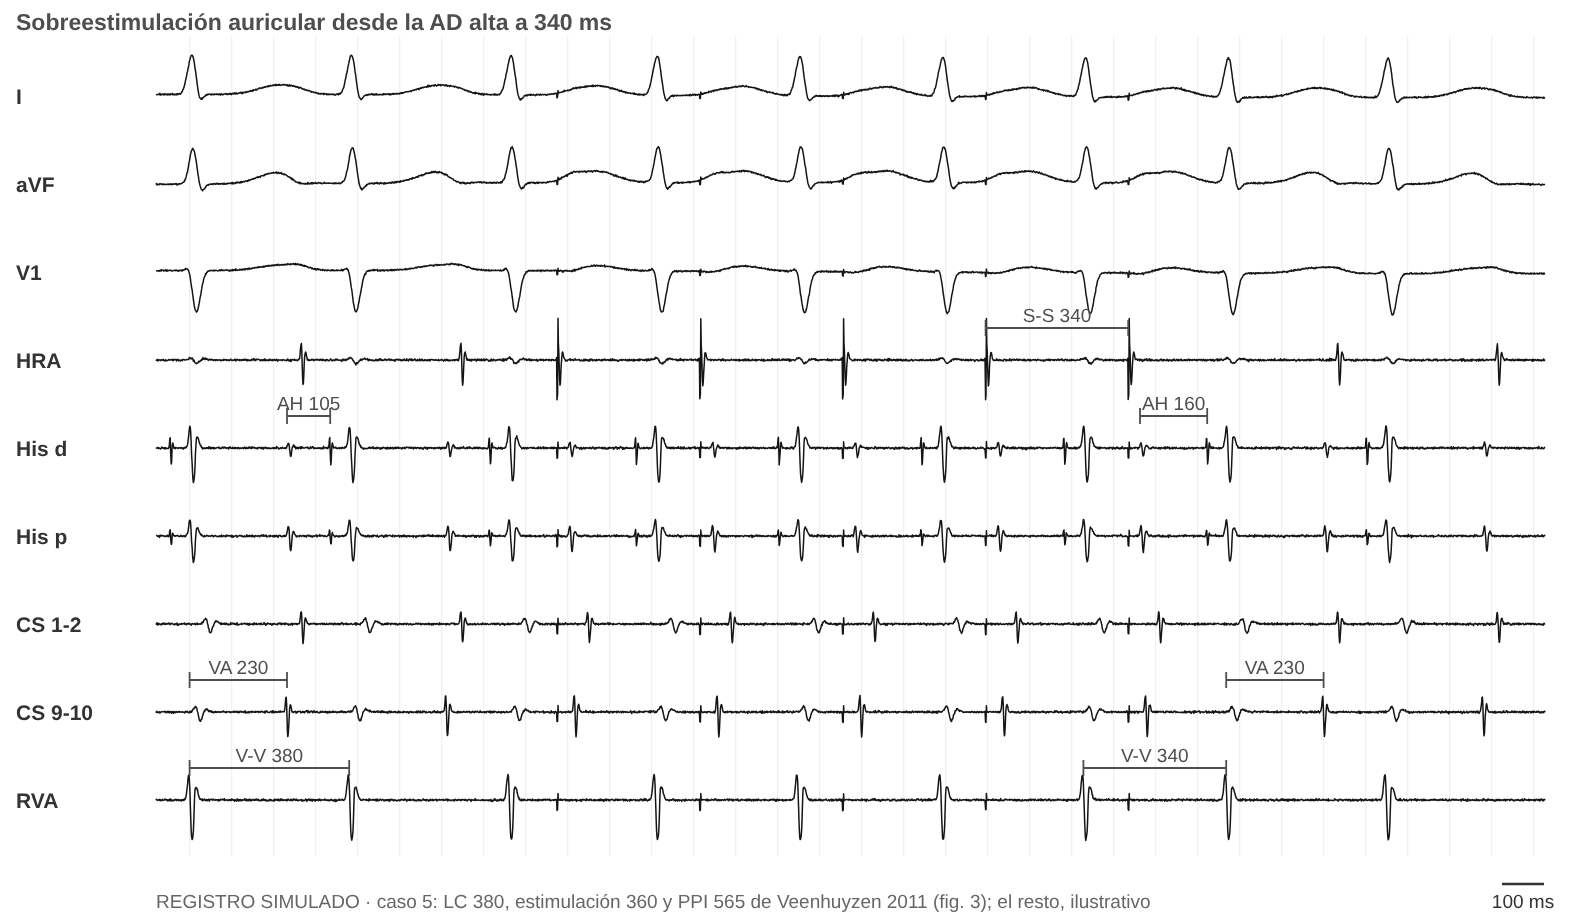 Sobreestimulación auricular desde la AD alta a 340 ms
I
aVF
V1
S-S 340
HRA
AH 105
AH 160
His d
His p
CS 1-2
VA 230
VA 230
CS 9-10
V-V 380
V-V 340
RVA
REGISTRO SIMULADO · caso 5: LC 380, estimulación 360 y PPI 565 de Veenhuyzen 2011 (fig. 3); el resto, ilustrativo
100 ms